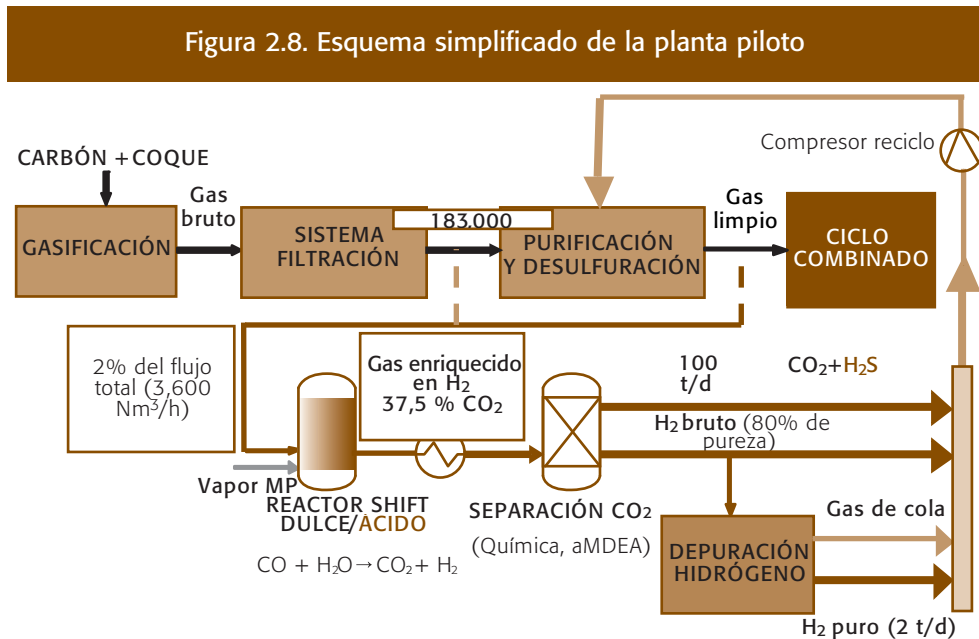 Figura 2.8. Esquema simplificado de la planta piloto
Compresor reciclo
CARBÓN +COQUE
Gas
bruto
183.000
Gas
limpio
GASIFICACIÓN
SISTEMA
FILTRACIÓN
PURIFICACIÓN
Y DESULFURACIÓN
CICLO
COMBINADO
2% del flujo
total (3,600
Nm³/h)
Gas enriquecido
en H₂
37,5 % CO₂
100
t/d
CO₂+H₂S
H₂ bruto (80% de
pureza)
Vapor MP
REACTOR SHIFT
DULCE/ÁCIDO
CO + H₂O→CO₂+ H₂
SEPARACIÓN CO₂
(Química, aMDEA)
DEPURACIÓN
HIDRÓGENO
Gas de cola
H₂ puro (2 t/d)